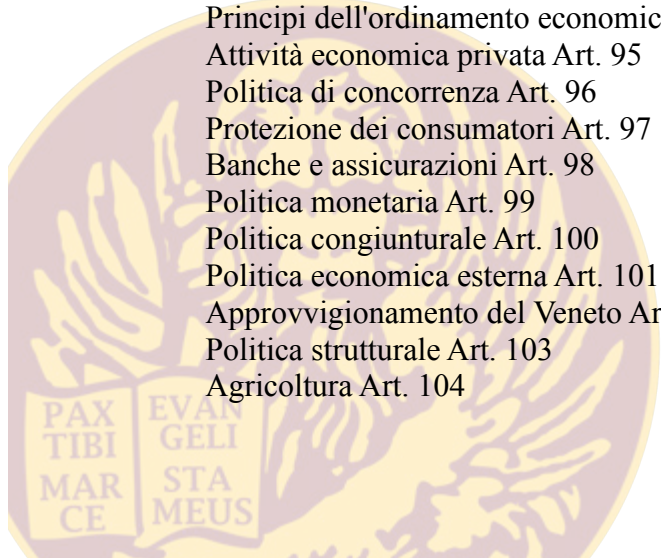 Principi dell'ordinamento economic
Attività economica privata Art. 95
Politica di concorrenza Art. 96
Protezione dei consumatori Art. 97
Banche e assicurazioni Art. 98
Politica monetaria Art. 99
Politica congiunturale Art. 100
Politica economica esterna Art. 101
Approvvigionamento del Veneto Ar
Politica strutturale Art. 103
Agricoltura Art. 104
PAX
TIBI
MAR
CE
EVAN
GELI
STA
MEUS